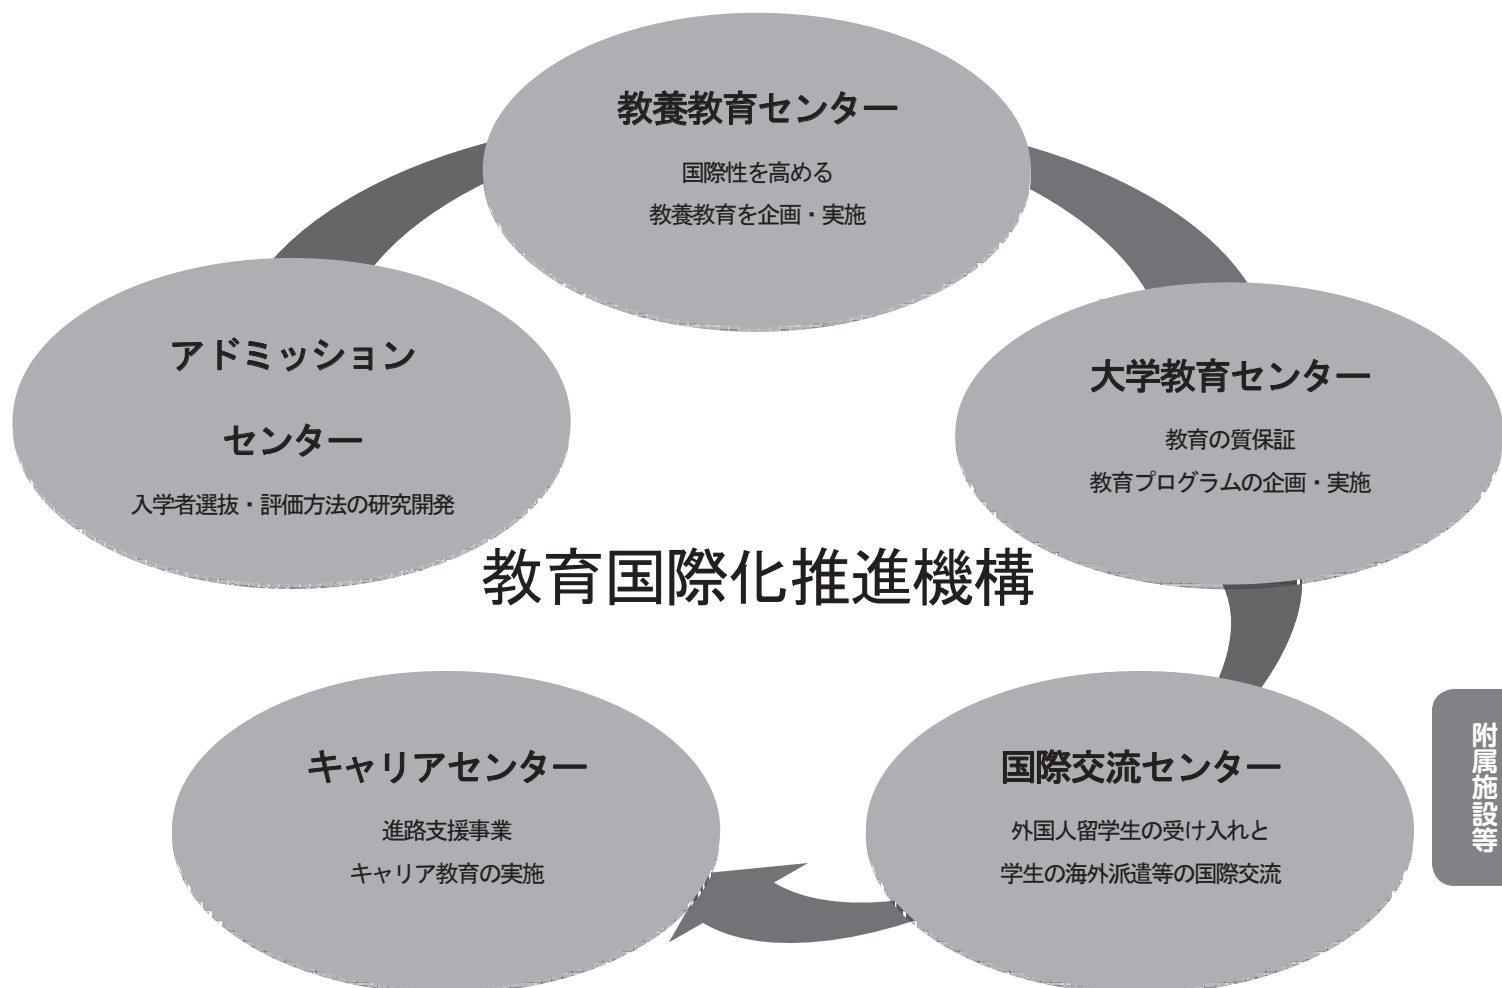 教養教育センター
国際性を高める
教養教育を企画・実施
アドミッション
センター
入学者選抜・評価方法の研究開発
大学教育センター
教育の質保証
教育プログラムの企画・実施
教育国際化推進機構
キャリアセンター
進路支援事業
キャリア教育の実施
国際交流センター
外国人留学生の受け入れと
学生の海外派遣等の国際交流
附属施設等